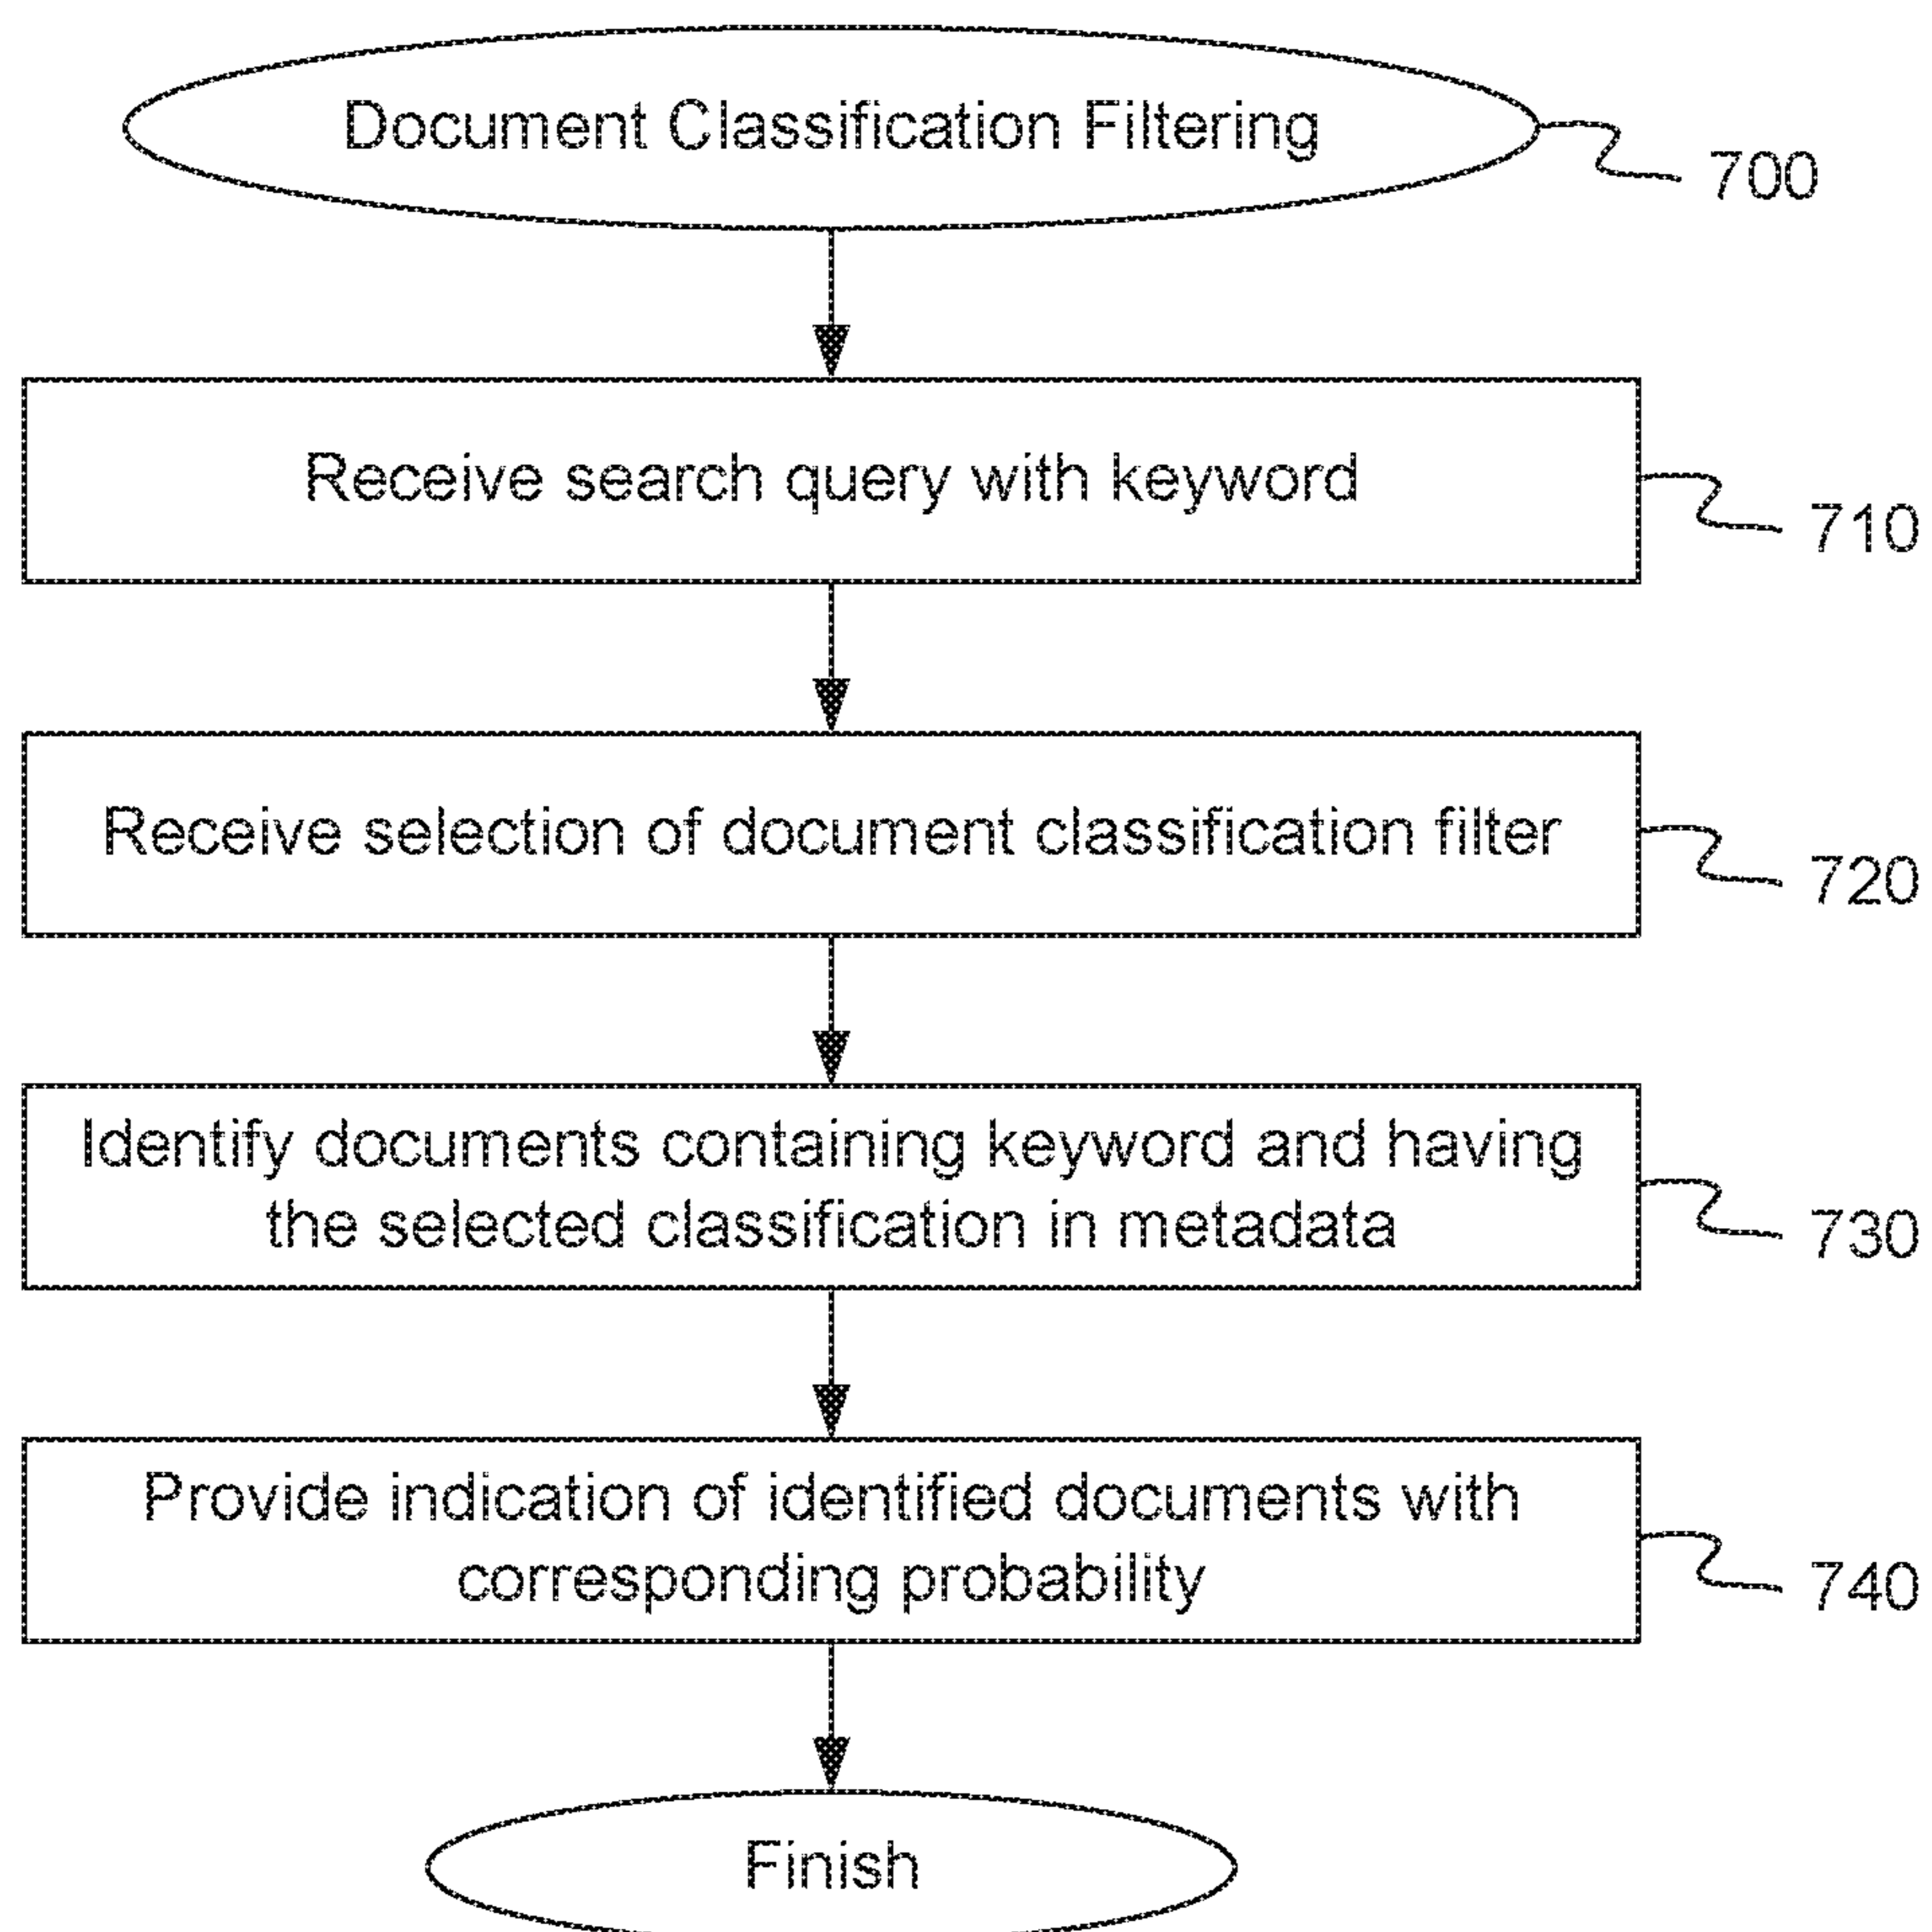 Document Classification Filtering
700
Receive search query with keyword
710
Receive selection of document classification filter
720
Identify documents containing keyword and having
the selected classification in metadata
730
Provide indication of identified documents with
corresponding probability
740
Finish